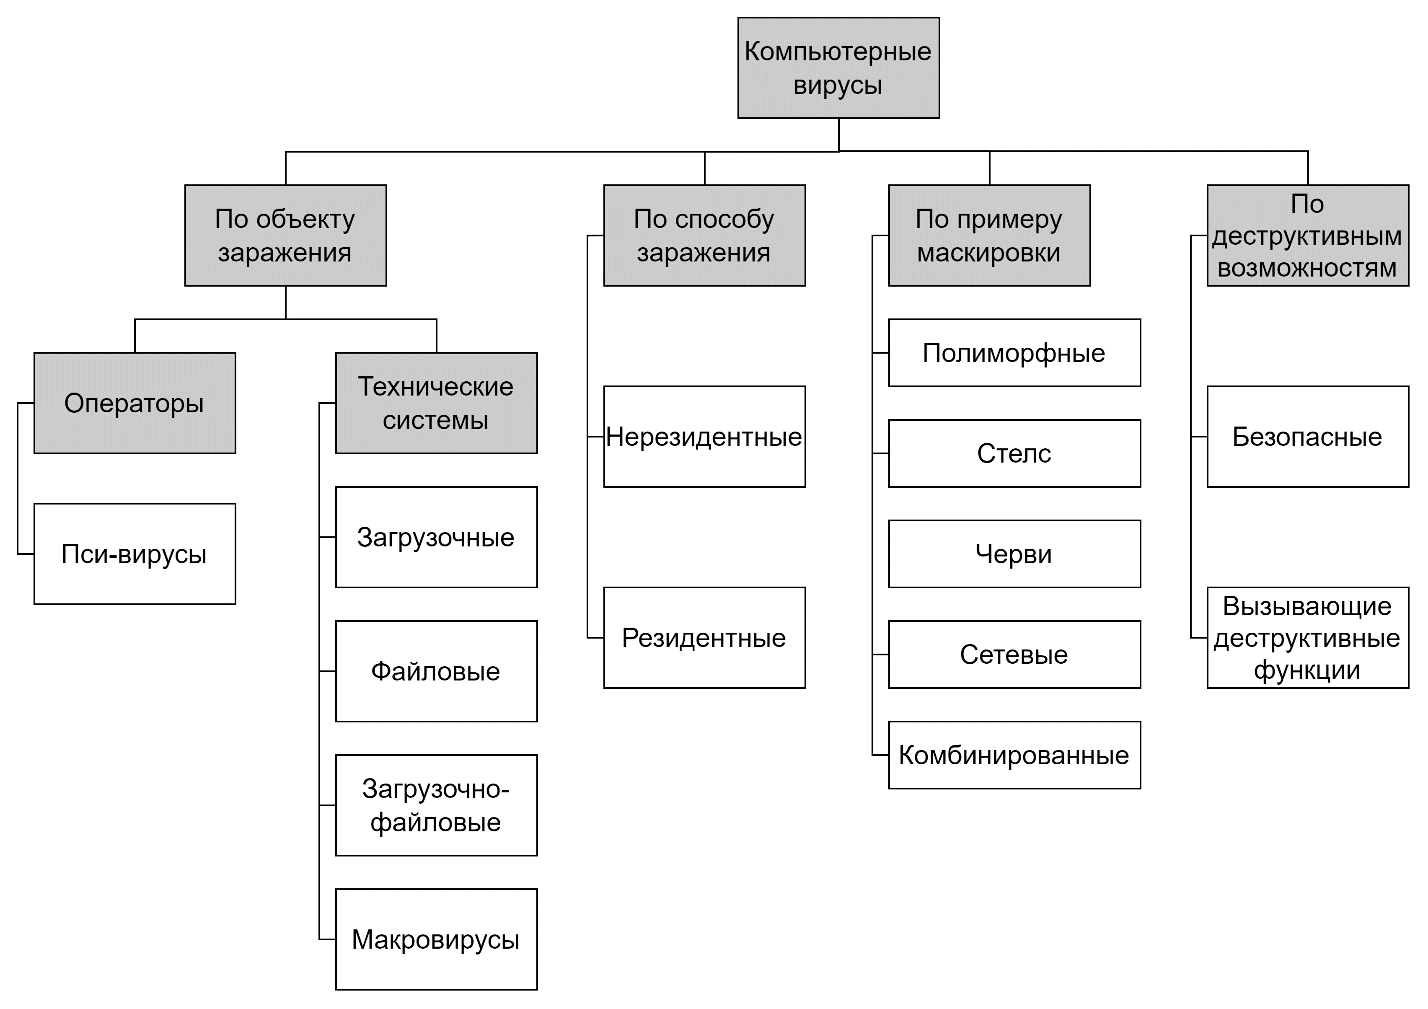 Компьютерные
вирусы
По объекту
заражения
По способу
заражения
По примеру
маскировки
По
деструктивным
возможностям
Операторы
Пси-вирусы
Технические
системы
Загрузочные
Файловые
Загрузочно-
файловые
Макровирусы
Нерезидентные
Резидентные
Полиморфные
Стелс
Черви
Сетевые
Комбинированные
Безопасные
Вызывающие
деструктивные
функции